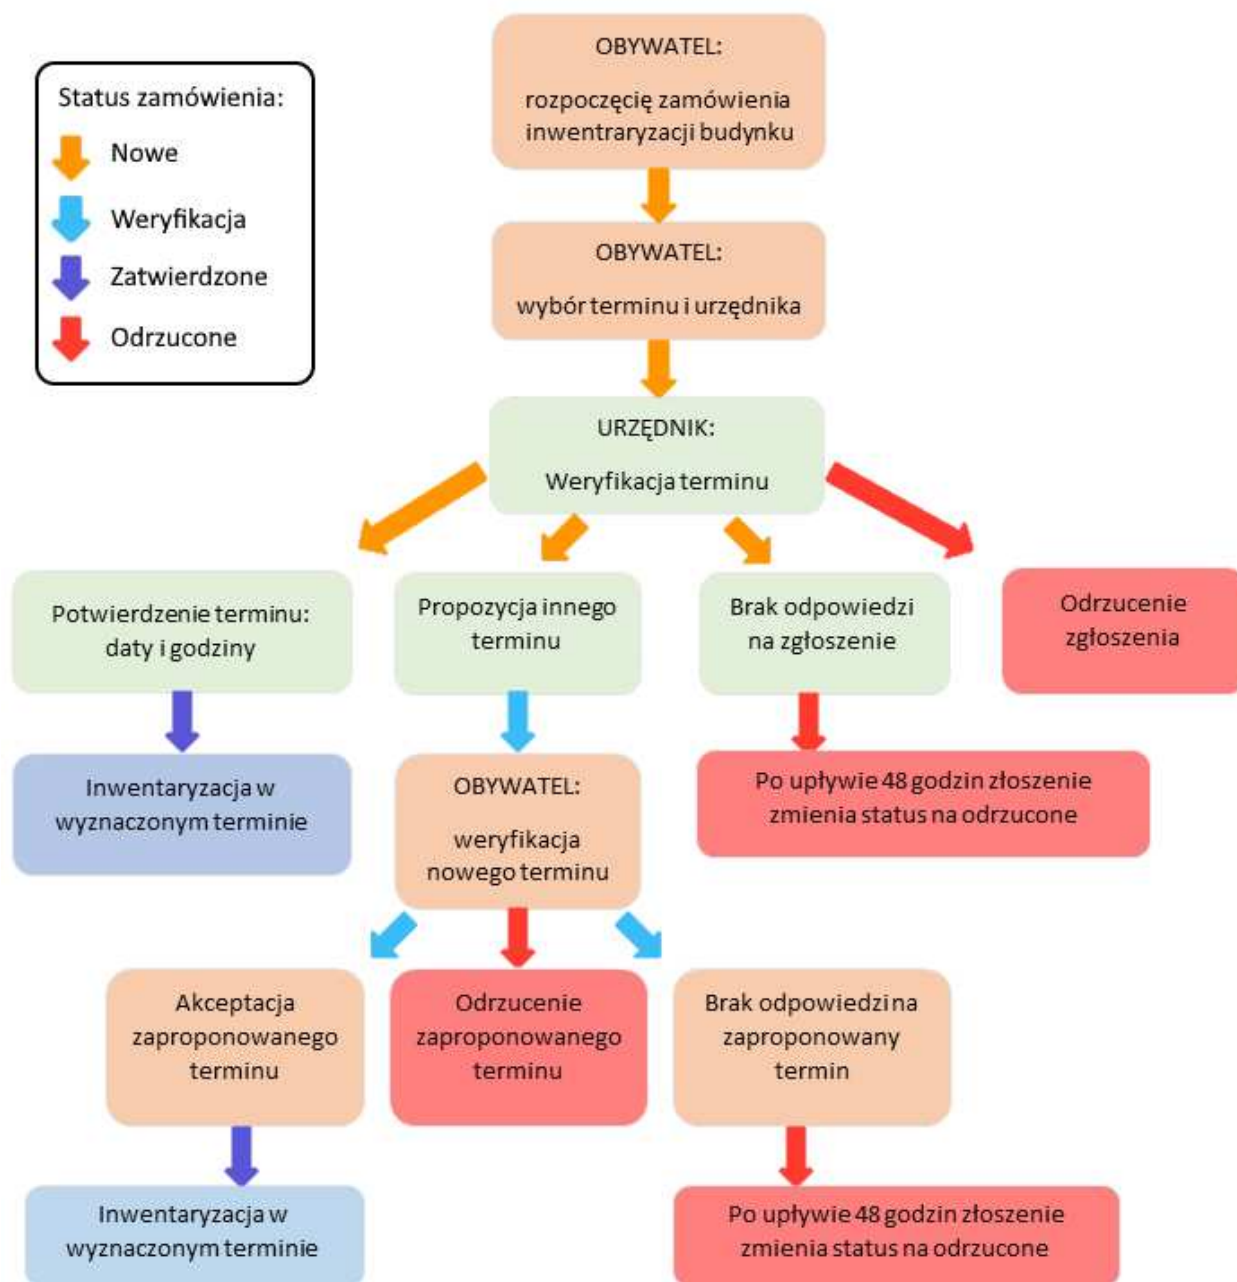 Status zamówienia:
Nowe
Weryfikacja
Zatwierdzone
Odrzucone
OBYWATEL:
rozpoczęcię zamówienia
inwentraryzacji budynku
OBYWATEL:
wybór terminu i urzędnika
URZĘDNIK:
Weryfikacja terminu
Potwierdzenie terminu:
daty i godziny
Propozycja innego
terminu
Brak odpowiedzi
na zgłoszenie
Odrzucenie
zgłoszenia
Inwentaryzacja w
wyznaczonym terminie
OBYWATEL:
weryfikacja
nowego terminu
Po upływie 48 godzin złoszenie
zmienia status na odrzucone
Akceptacja
zaproponowanego
terminu
Odrzucenie
zaproponowanego
terminu
Brak odpowiedzi na
zaproponowany
termin
Inwentaryzacja w
wyznaczonym terminie
Po upływie 48 godzin złoszenie
zmienia status na odrzucone